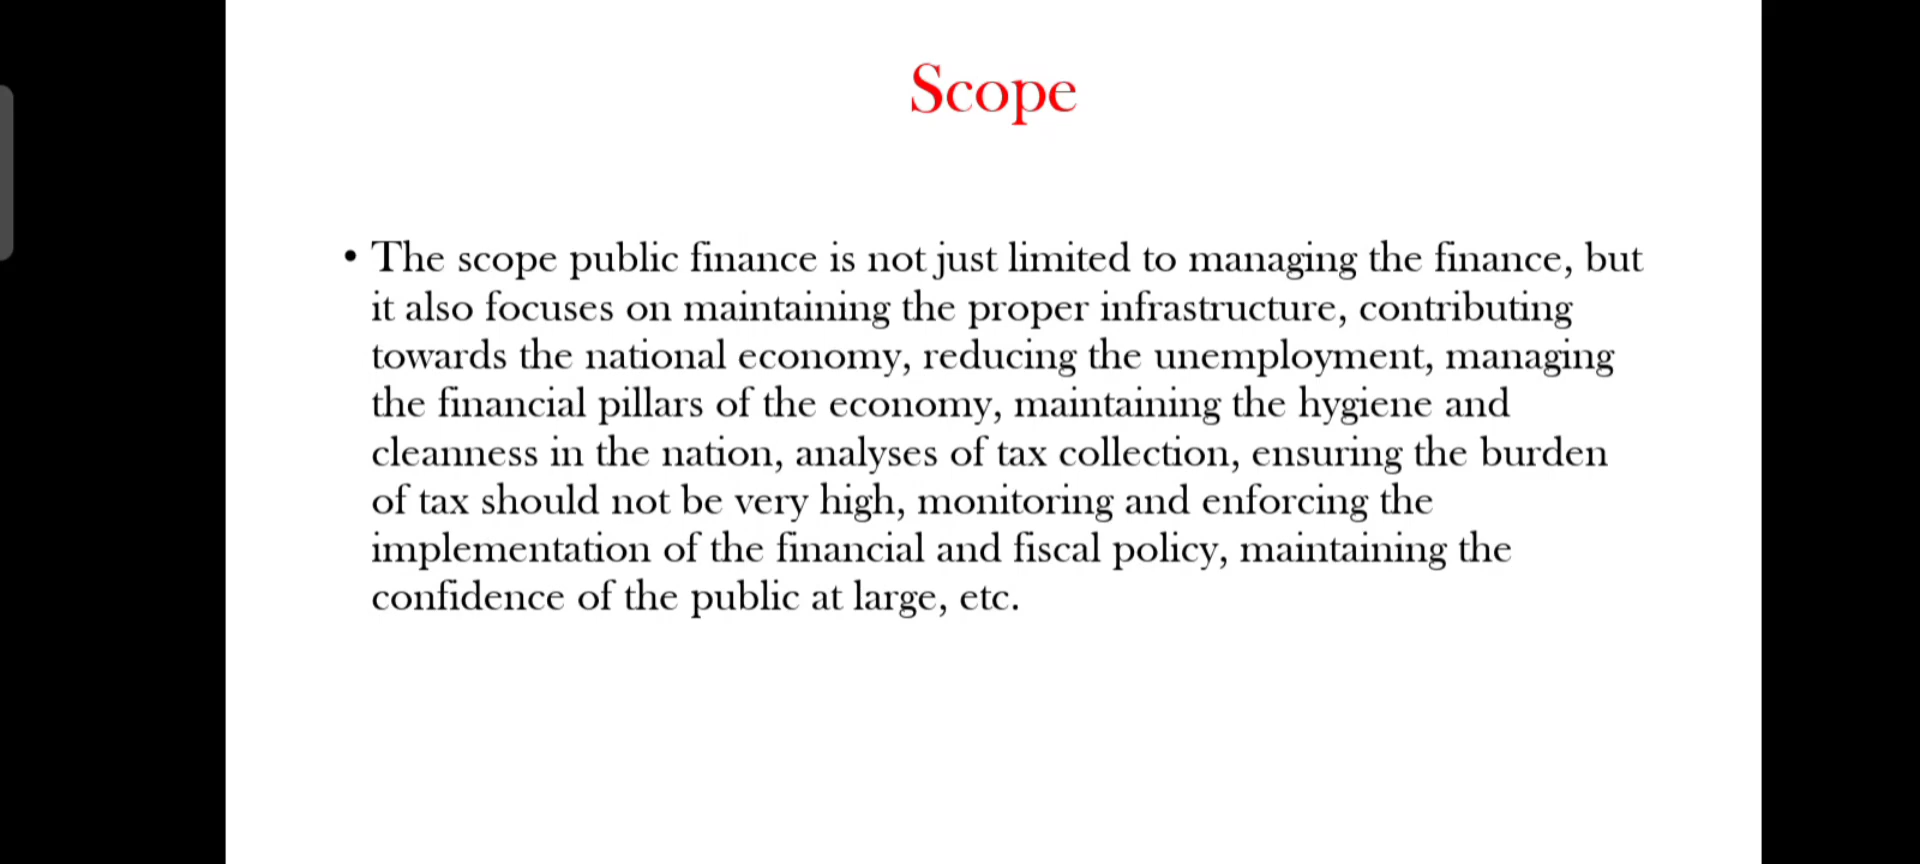 Scope
• The scope public finance is not just limited to managing the finance, but
it also focuses on maintaining the proper infrastructure, contributing
towards the national economy, reducing the unemployment, managing
the financial pillars of the economy, maintaining the hygiene and
cleanness in the nation, analyses of tax collection, ensuring the burden
of tax should not be very high, monitoring and enforcing the
implementation of the financial and fiscal policy, maintaining the
confidence of the public at large, etc.